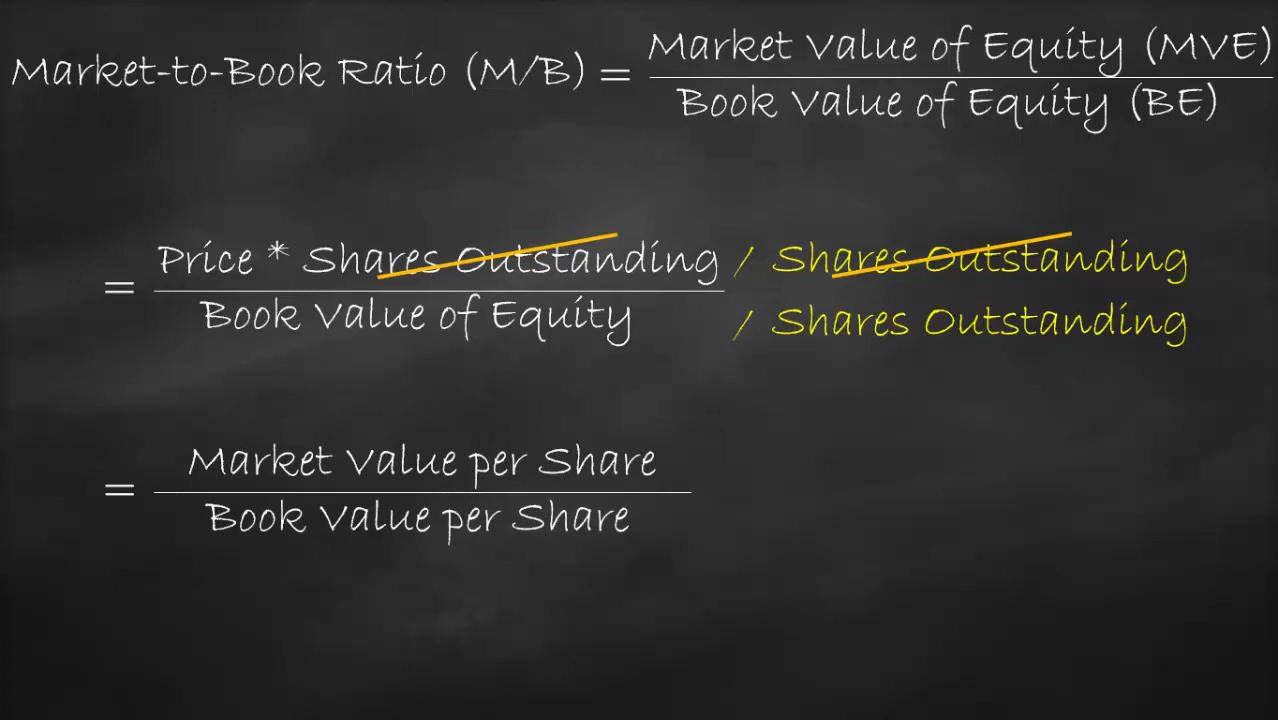 Market-to-Book Ratio (M/B) = Market Value of Equity (MVE)
Book Value of Equity (BE)
= Price * Shares Outstanding / Shares Outstanding
Book Value of Equity / Shares Outstanding
= Market Value per Share
Book Value per Share